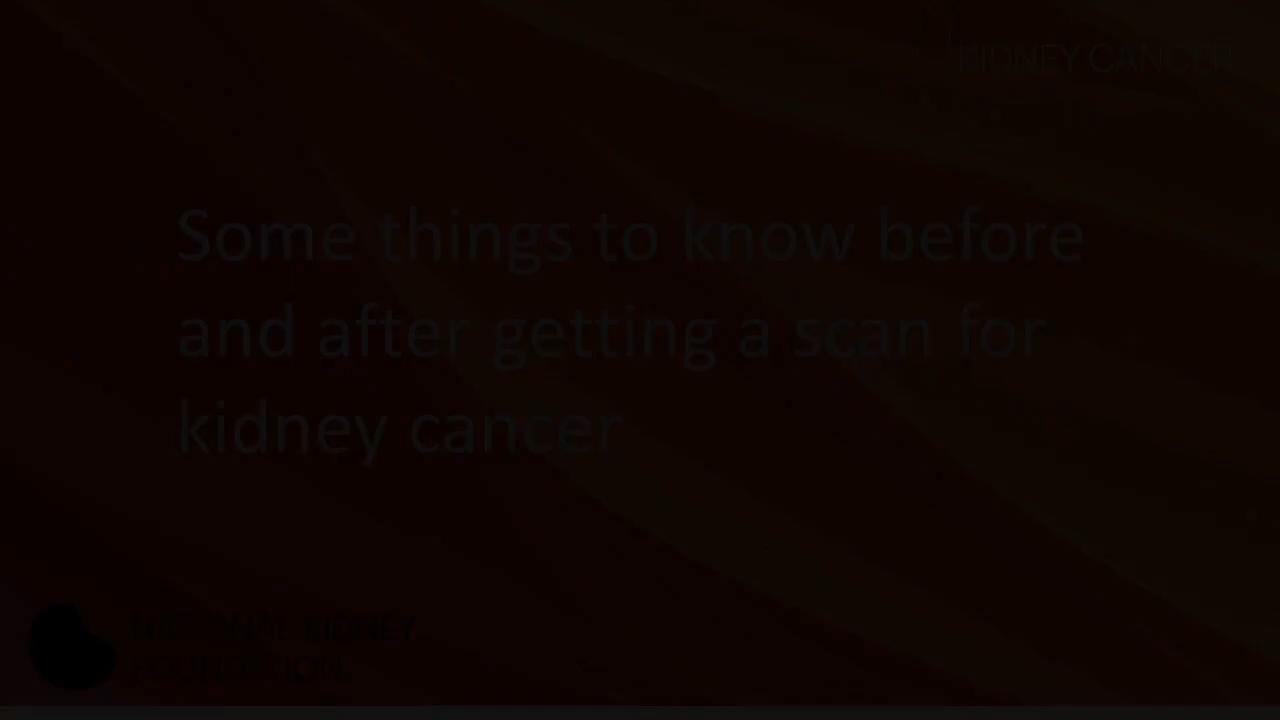 KIDNEY CANCER
Some things to know before
and after getting a scan for
kidney cancer
NATIONAL KIDNEY
FOUNDATION